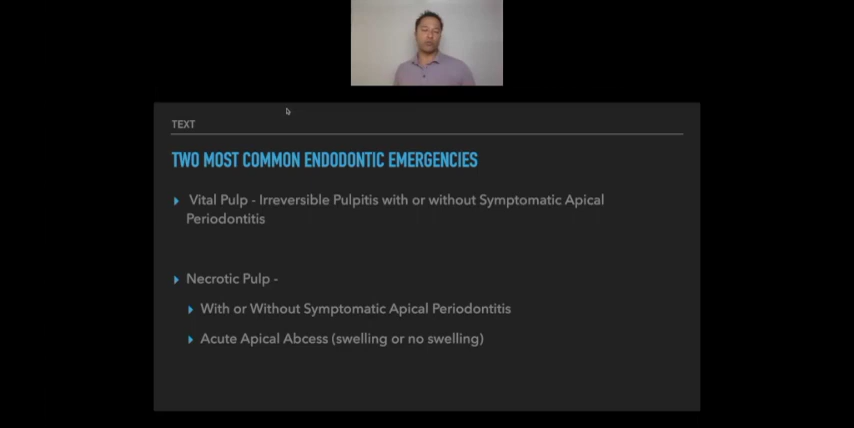 TEXT
TWO MOST COMMON ENDODONTIC EMERGENCIES
Vital Pulp - Irreversible Pulpitis with or without Symptomatic Apical
Periodontitis
Necrotic Pulp -
With or Without Symptomatic Apical Periodontitis
Acute Apical Abcess (swelling or no swelling)